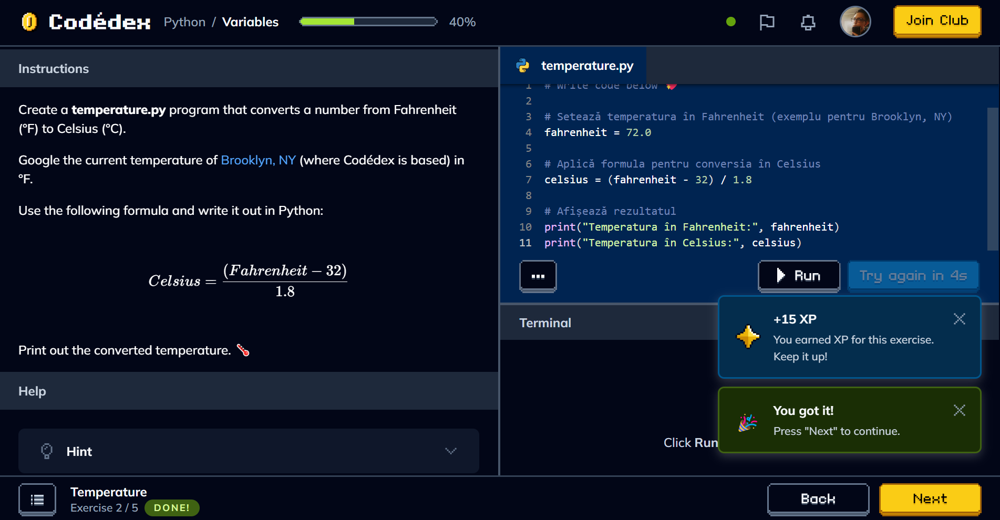 Codédex
Python / Variables
40%
Join Club
Instructions
Create a temperature.py program that converts a number from Fahrenheit
(°F) to Celsius (°C).
Google the current temperature of Brooklyn, NY (where Codédex is based) in
°F.
Use the following formula and write it out in Python:
Celsius = (Fahrenheit − 32)
1.8
Print out the converted temperature.
Help
Hint
temperature.py
1 # Write code below
2
3 # Setează temperatura în Fahrenheit (exemplu pentru Brooklyn, NY)
4 fahrenheit = 72.0
5
6 # Aplică formula pentru conversia în Celsius
7 celsius = (fahrenheit - 32) / 1.8
8
9 # Afișează rezultatul
10 print("Temperatura în Fahrenheit:", fahrenheit)
11 print("Temperatura în Celsius:", celsius)
...
Run
Try again in 4s
Terminal
Click Run
+15 XP
You earned XP for this exercise.
Keep it up!
You got it!
Press "Next" to continue.
Temperature
Exercise 2 / 5
DONE!
Back
Next